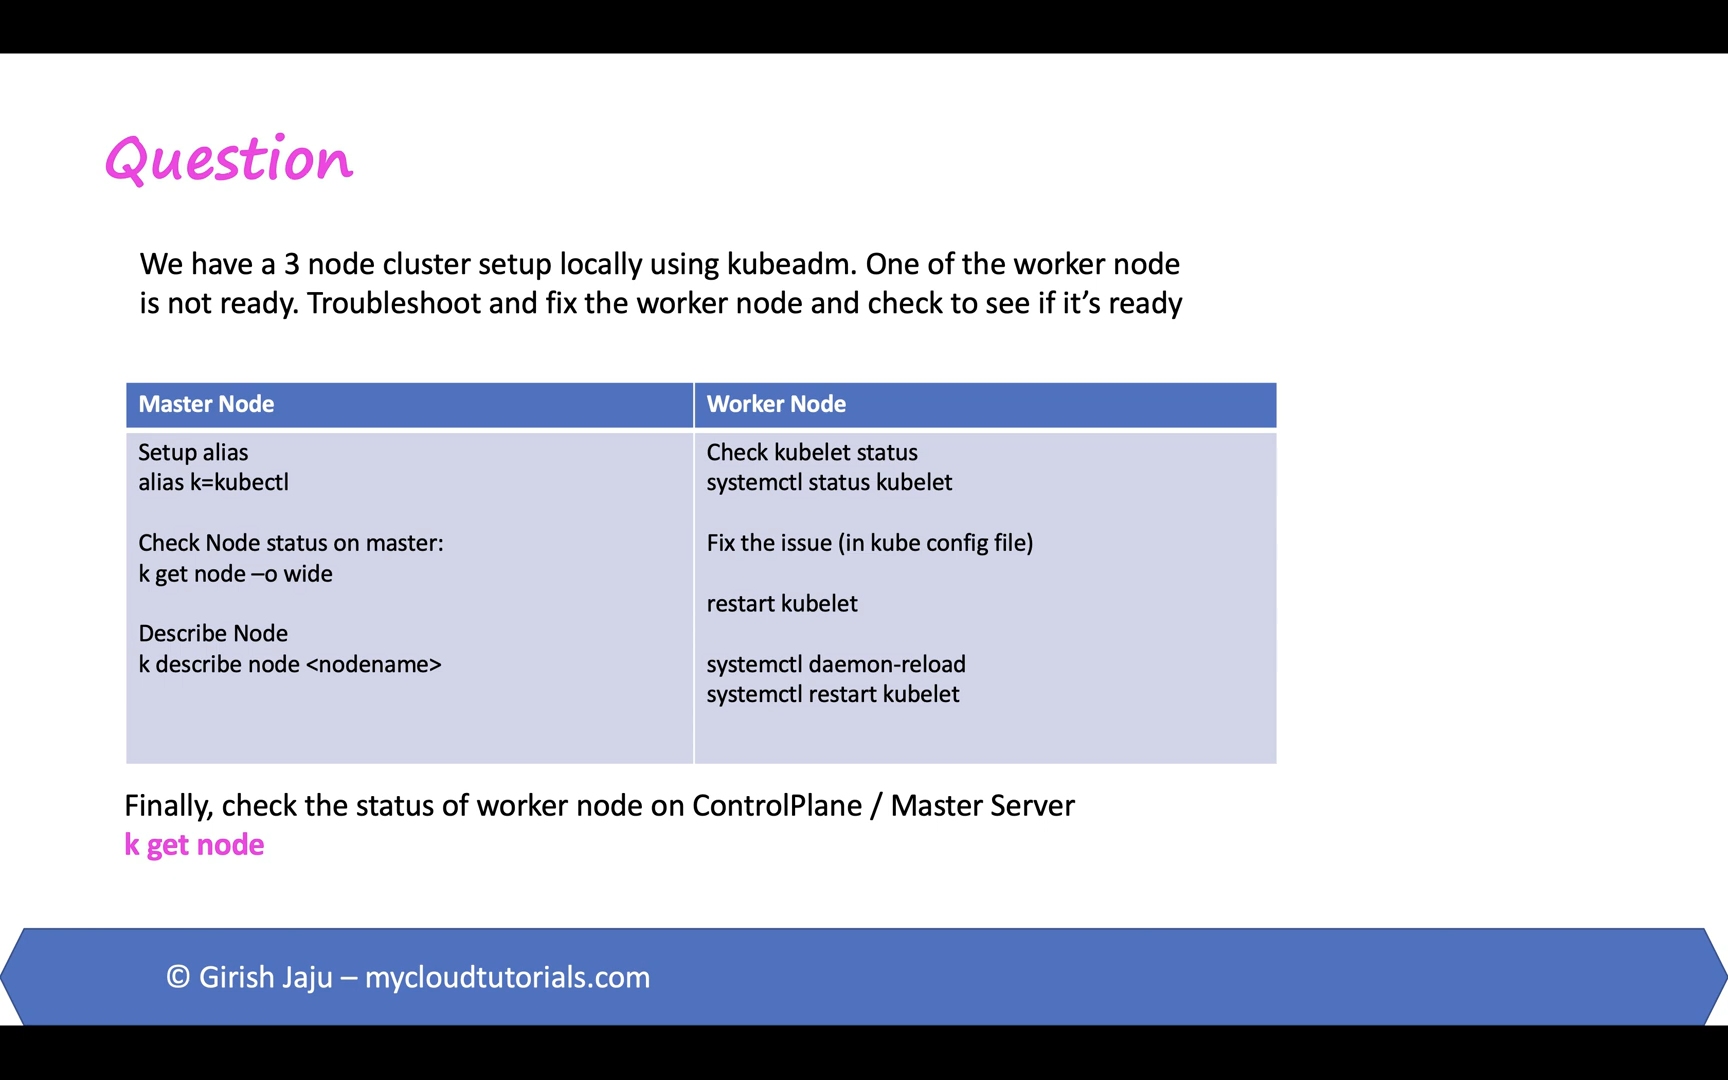 Question
We have a 3 node cluster setup locally using kubeadm. One of the worker node
is not ready. Troubleshoot and fix the worker node and check to see if it’s ready
Master Node
Setup alias
alias k=kubectl
Check Node status on master:
k get node –o wide
Describe Node
k describe node <nodename>
Worker Node
Check kubelet status
systemctl status kubelet
Fix the issue (in kube config file)
restart kubelet
systemctl daemon-reload
systemctl restart kubelet
Finally, check the status of worker node on ControlPlane / Master Server
k get node
© Girish Jaju – mycloudtutorials.com